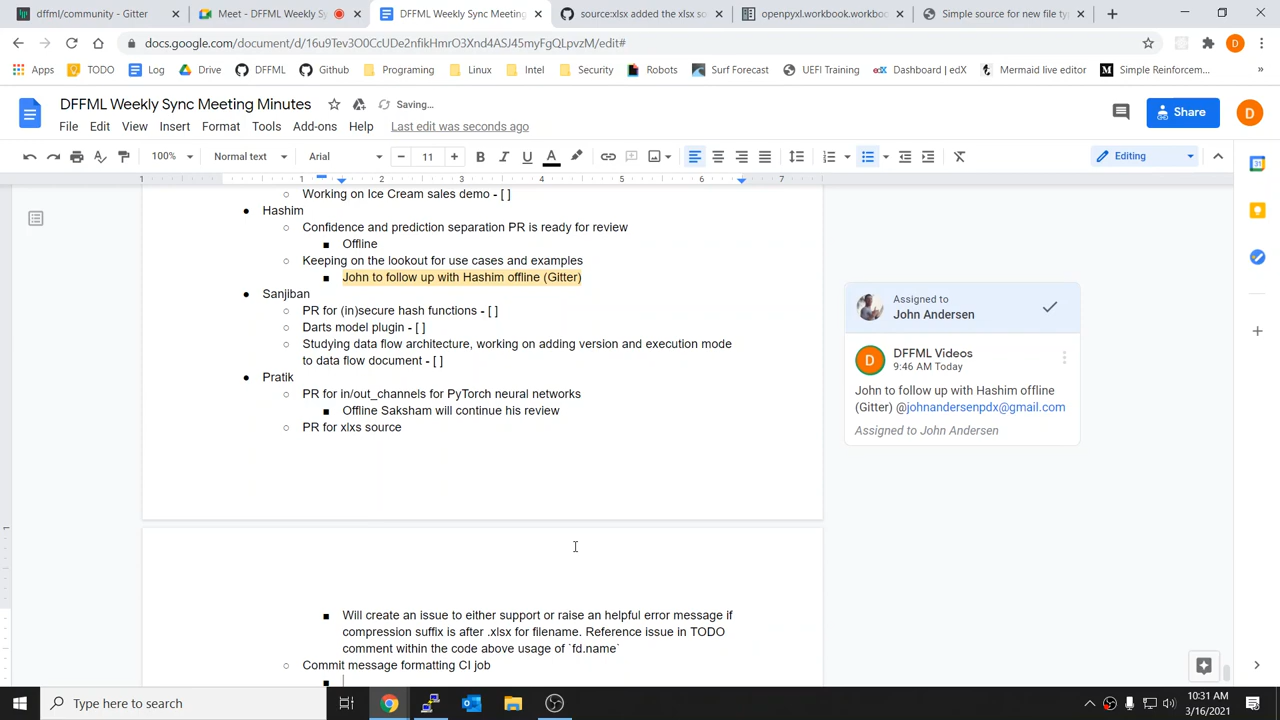 dffml/community - Gitter
Meet - DFFML Weekly S
DFFML Weekly Sync Meeting
source:xlsx added the xlsx so
openpyxl.workbook.workboo
Simple source for new file typ
docs.google.com/document/d/16u9Tev3O0CcUDe2nfikHmrO3Xnd4ASJ45myFgQLpvzM/edit#
Apps
TODO
Log
Drive
DFFML
Github
Programing
Linux
Intel
Security
Robots
Surf Forecast
UEFI Training
Dashboard | edX
Mermaid live editor
Simple Reinforcem...
DFFML Weekly Sync Meeting Minutes
Saving...
File Edit View Insert Format Tools Add-ons Help Last edit was seconds ago
Share
D
100% Normal text Arial 11 Editing
1 1 2 3 4 5 6 7
Working on Ice Cream sales demo - [ ]
Hashim
Confidence and prediction separation PR is ready for review
Offline
Keeping on the lookout for use cases and examples
John to follow up with Hashim offline (Gitter)
Sanjiban
PR for (in)secure hash functions - [ ]
Darts model plugin - [ ]
Studying data flow architecture, working on adding version and execution mode
to data flow document - [ ]
Pratik
PR for in/out_channels for PyTorch neural networks
Offline Saksham will continue his review
PR for xlxs source
Will create an issue to either support or raise an helpful error message if
compression suffix is after .xlsx for filename. Reference issue in TODO
comment within the code above usage of `fd.name`
Commit message formatting CI job
Assigned to
John Andersen
D
DFFML Videos
9:46 AM Today
John to follow up with Hashim offline
(Gitter) @johnandersenpdx@gmail.com
Assigned to John Andersen
Type here to search
10:31 AM
3/16/2021